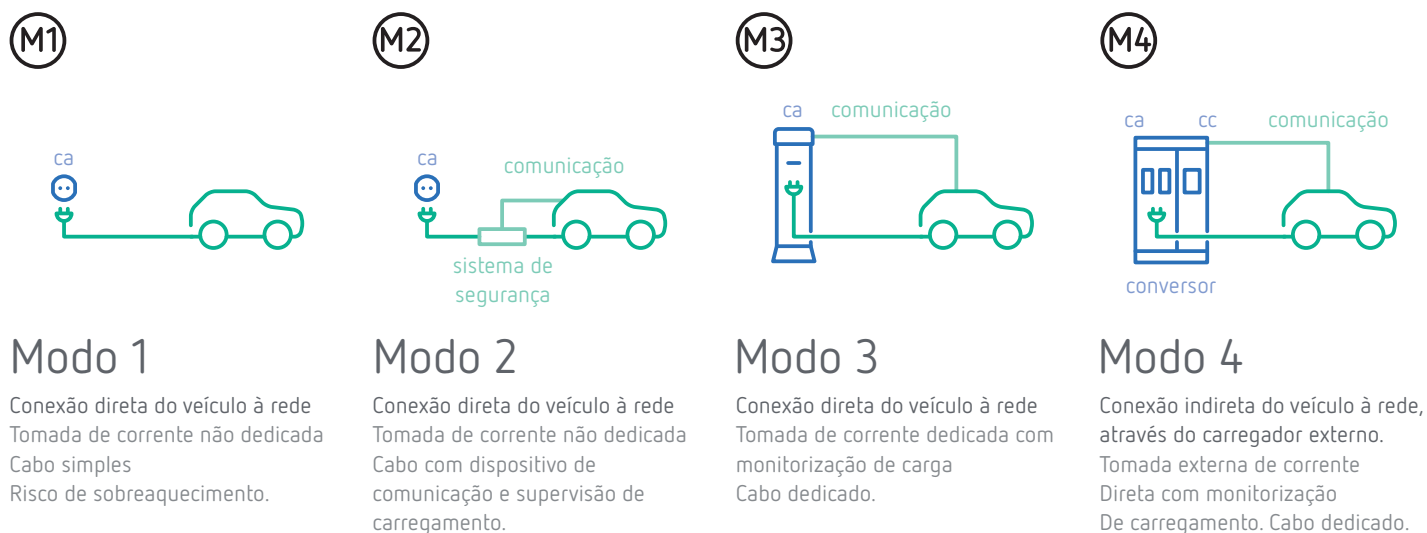 M1
ca
Modo 1
Conexão direta do veículo à rede
Tomada de corrente não dedicada
Cabo simples
Risco de sobreaquecimento.
M2
ca
comunicação
sistema de
segurança
Modo 2
Conexão direta do veículo à rede
Tomada de corrente não dedicada
Cabo com dispositivo de
comunicação e supervisão de
carregamento.
M3
ca
comunicação
Modo 3
Conexão direta do veículo à rede
Tomada de corrente dedicada com
monitorização de carga
Cabo dedicado.
M4
ca
cc
comunicação
conversor
Modo 4
Conexão indireta do veículo à rede,
através do carregador externo.
Tomada externa de corrente
Direta com monitorização
De carregamento. Cabo dedicado.